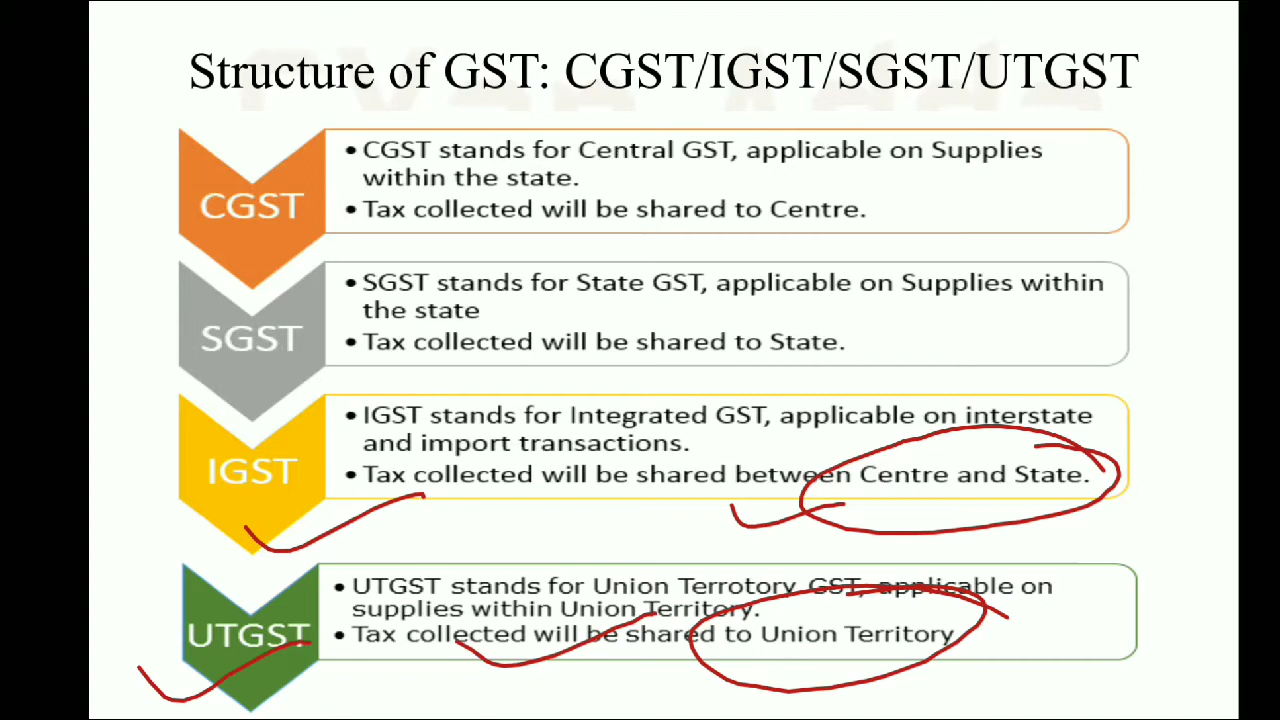 Structure of GST: CGST/IGST/SGST/UTGST
CGST
• CGST stands for Central GST, applicable on Supplies
within the state.
• Tax collected will be shared to Centre.
SGST
• SGST stands for State GST, applicable on Supplies within
the state
• Tax collected will be shared to State.
IGST
• IGST stands for Integrated GST, applicable on interstate
and import transactions.
• Tax collected will be shared between Centre and State.
UTGST
• UTGST stands for Union Terrotory GST, applicable on
supplies within Union Territory.
• Tax collected will be shared to Union Territory